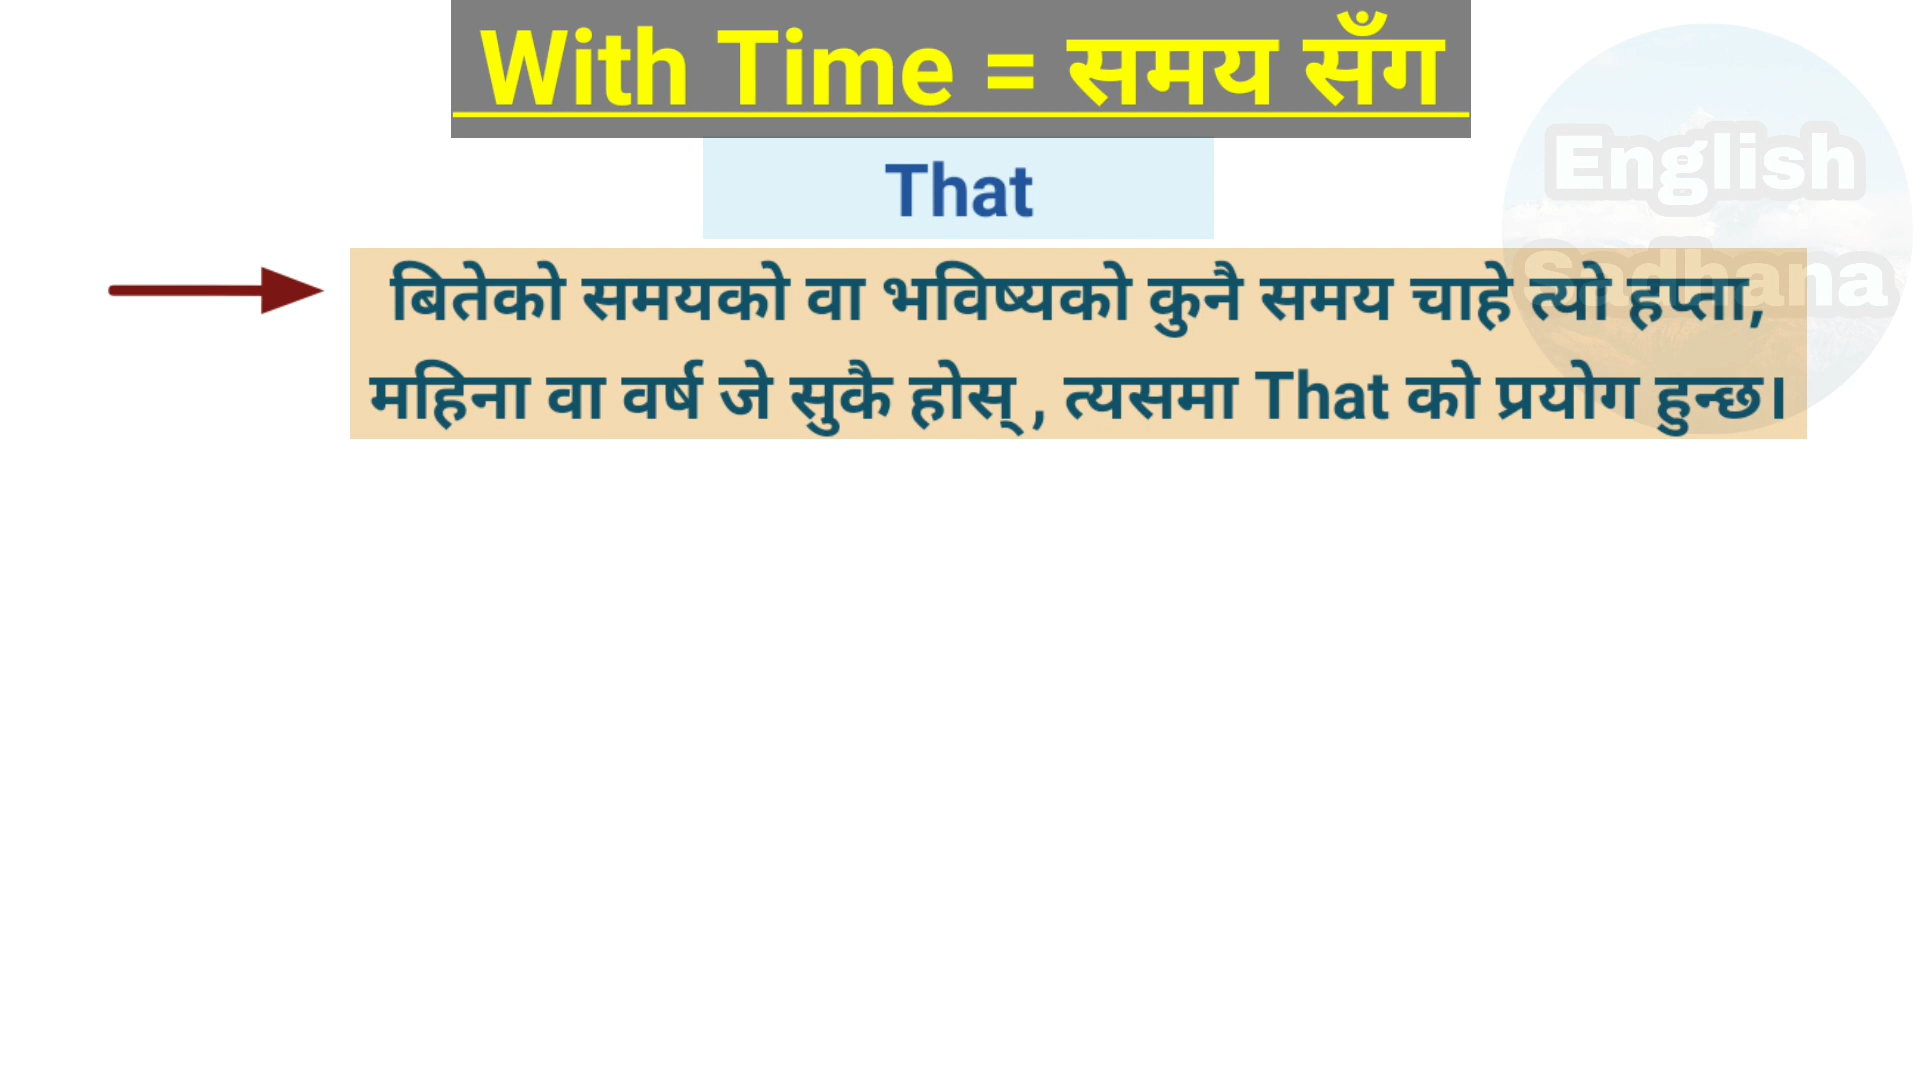 With Time = समय सँग
That
English
Sadhana
बितेको समयको वा भविष्यको कुनै समय चाहे त्यो हप्ता,
महिना वा वर्ष जे सुकै होस् , त्यसमा That को प्रयोग हुन्छ।